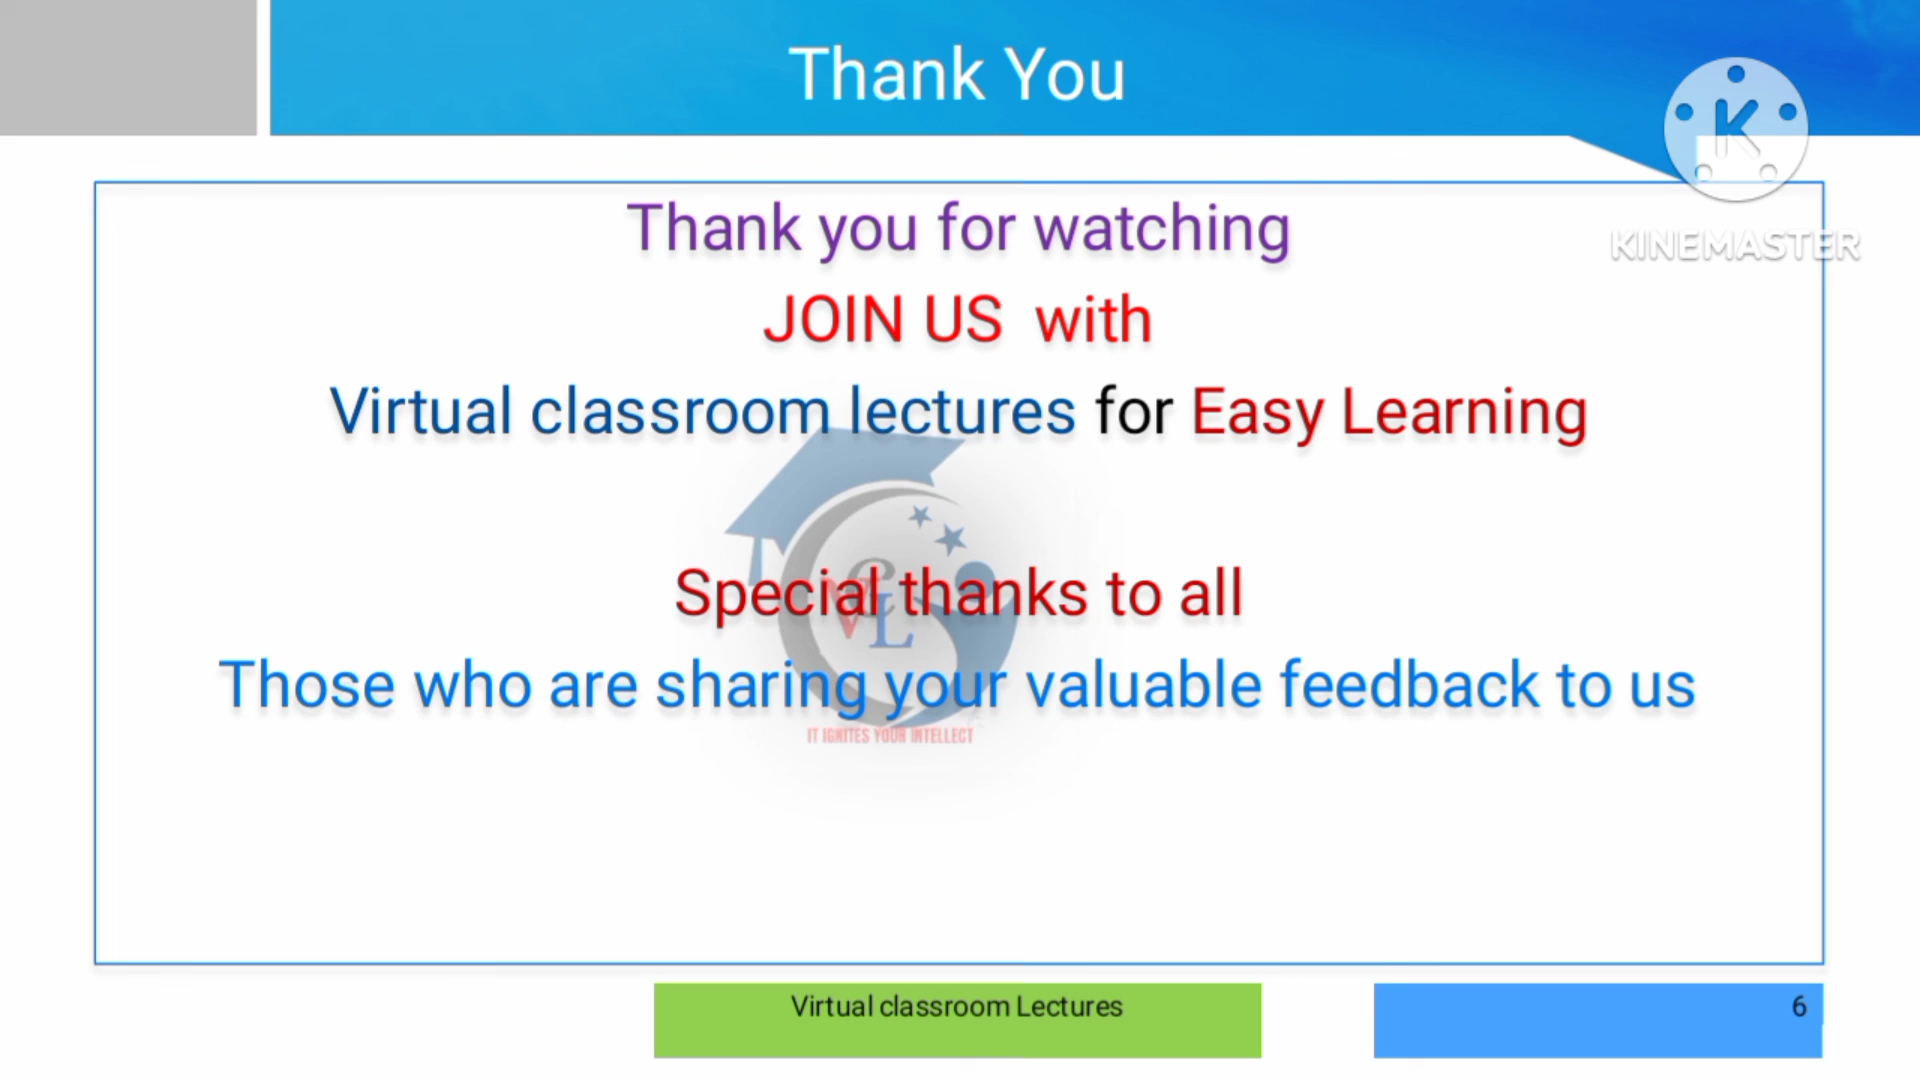 Thank You
KINEMASTER
Thank you for watching
JOIN US with
Virtual classroom lectures for Easy Learning
Special thanks to all
Those who are sharing your valuable feedback to us
VcL
IT IGNITES YOUR INTELLECT
Virtual classroom Lectures
6